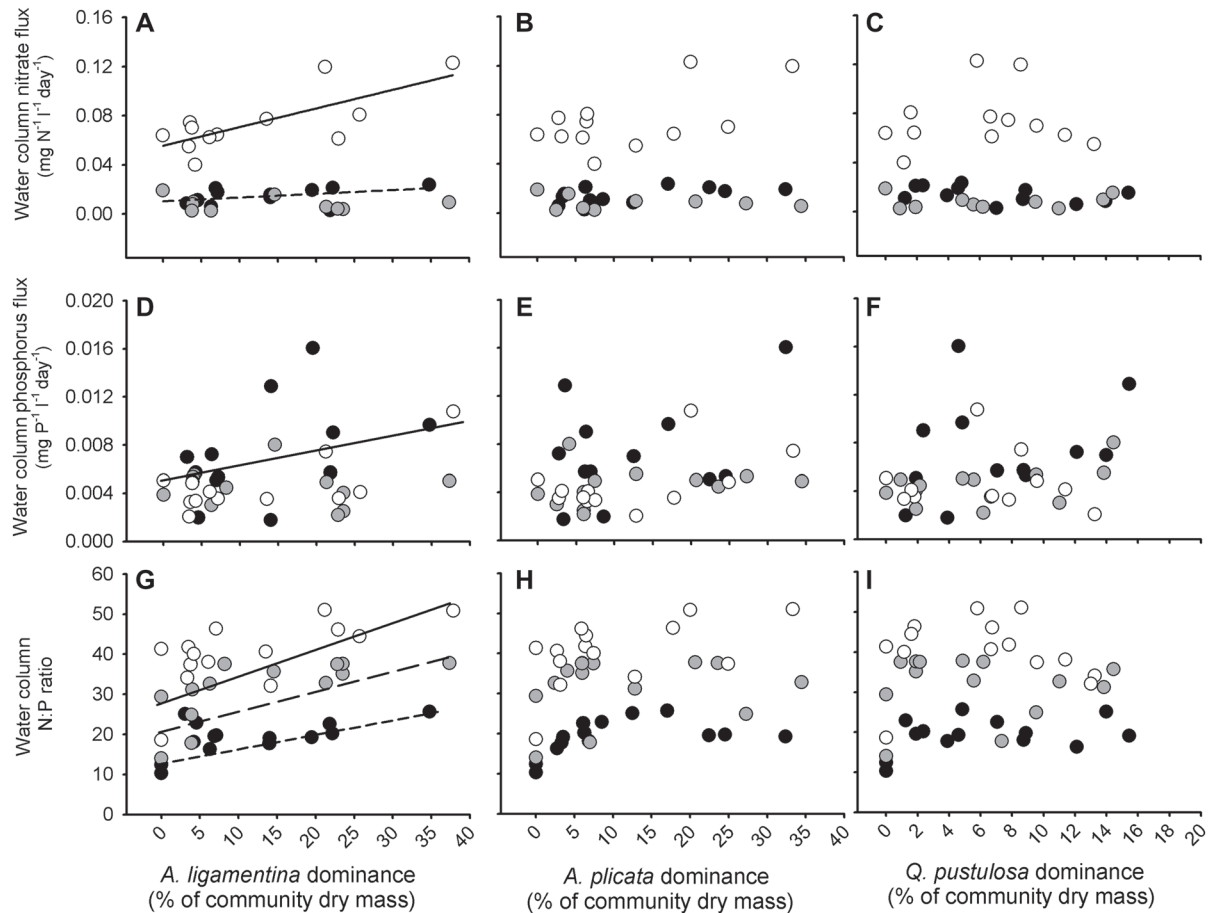 A
B
C
Water column nitrate flux
(mg N⁻¹ l⁻¹ day⁻¹)
0.16
0.12
0.08
0.04
0.00
D
E
F
Water column phosphorus flux
(mg P⁻¹ l⁻¹ day⁻¹)
0.020
0.016
0.012
0.008
0.004
0.000
G
H
I
Water column
N:P ratio
60
50
40
30
20
10
0
0 5 10 15 20 25 30 35 40
0 5 10 15 20 25 30 35 40
0 2 4 6 8 10 12 14 16 18 20
A. ligamentina dominance
(% of community dry mass)
A. plicata dominance
(% of community dry mass)
Q. pustulosa dominance
(% of community dry mass)